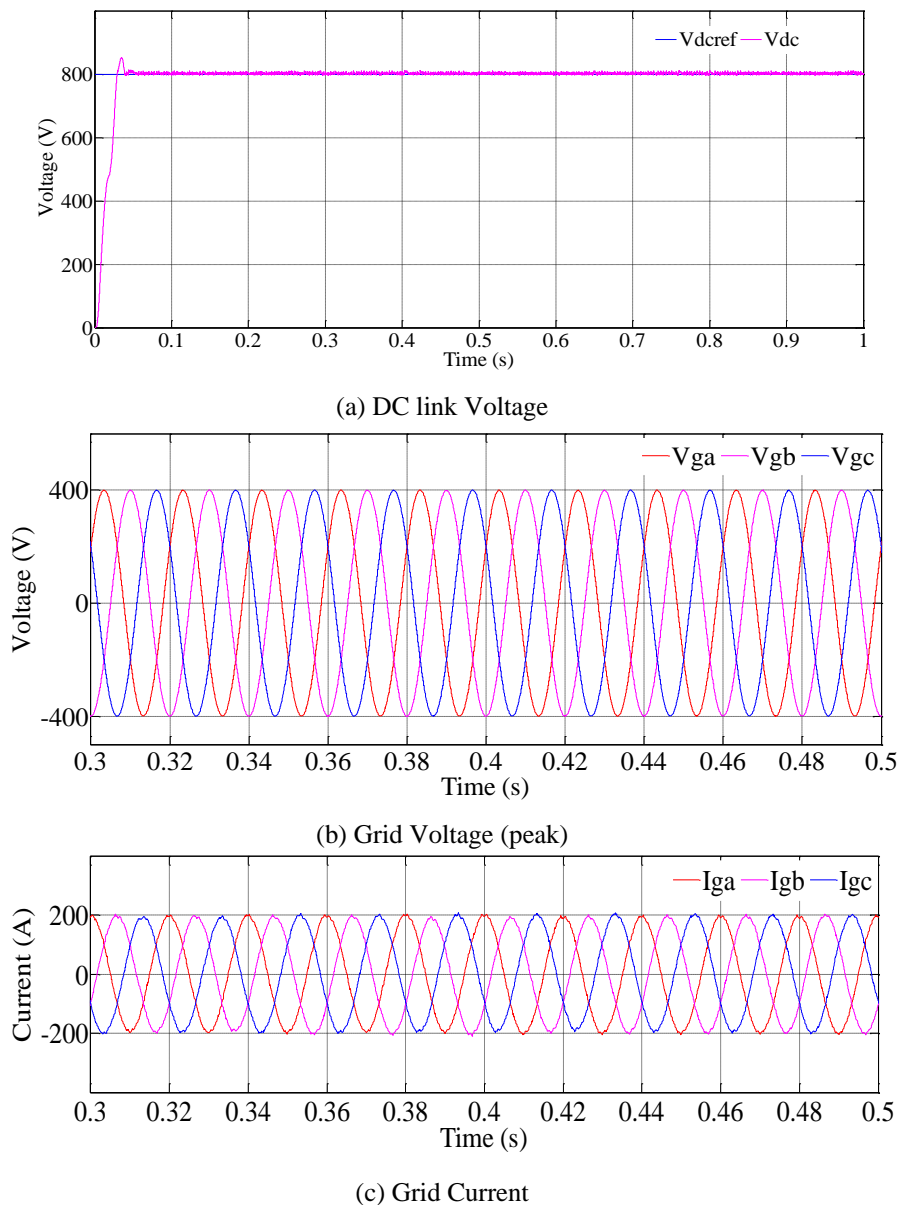 Vdcref Vdc
800
600
400
200
0
Voltage (V)
0 0.1 0.2 0.3 0.4 0.5 0.6 0.7 0.8 0.9 1
Time (s)
(a) DC link Voltage
Vga Vgb Vgc
400
0
-400
Voltage (V)
0.3 0.32 0.34 0.36 0.38 0.4 0.42 0.44 0.46 0.48 0.5
Time (s)
(b) Grid Voltage (peak)
Iga Igb Igc
200
0
-200
Current (A)
0.3 0.32 0.34 0.36 0.38 0.4 0.42 0.44 0.46 0.48 0.5
Time (s)
(c) Grid Current